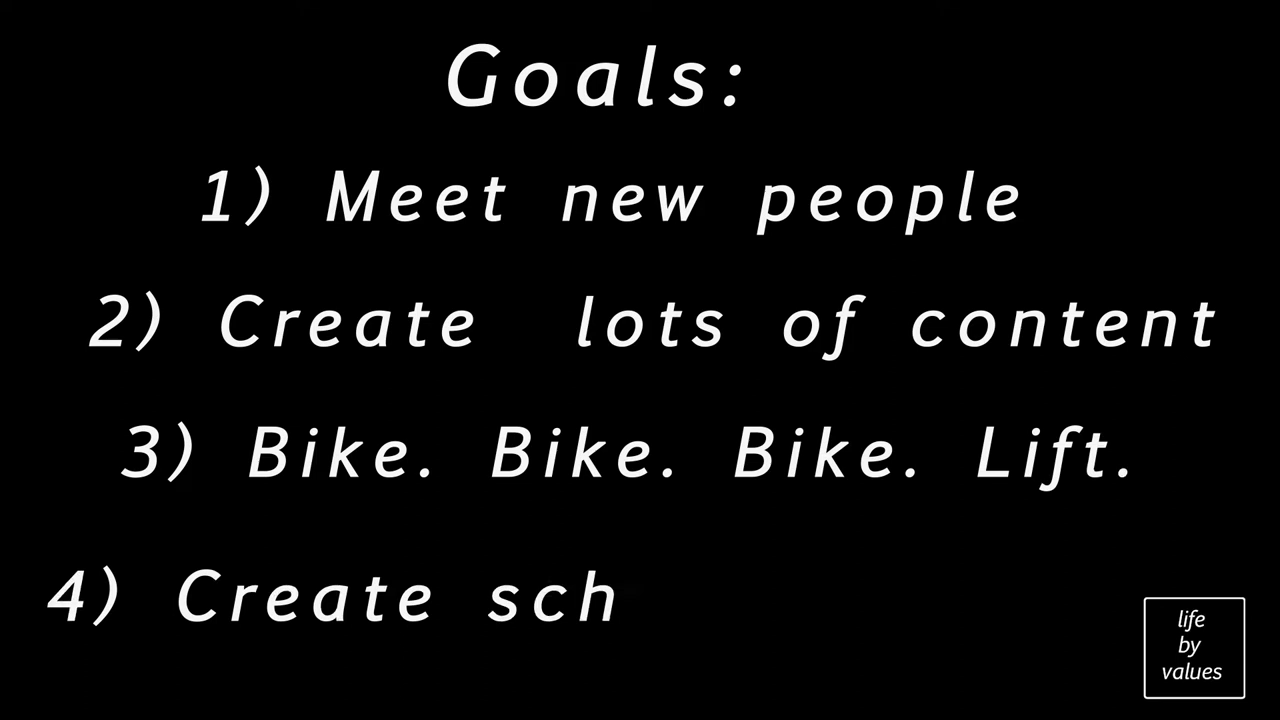 Goals:
1) Meet new people
2) Create lots of content
3) Bike. Bike. Bike. Lift.
4) Create sch
life
by
values